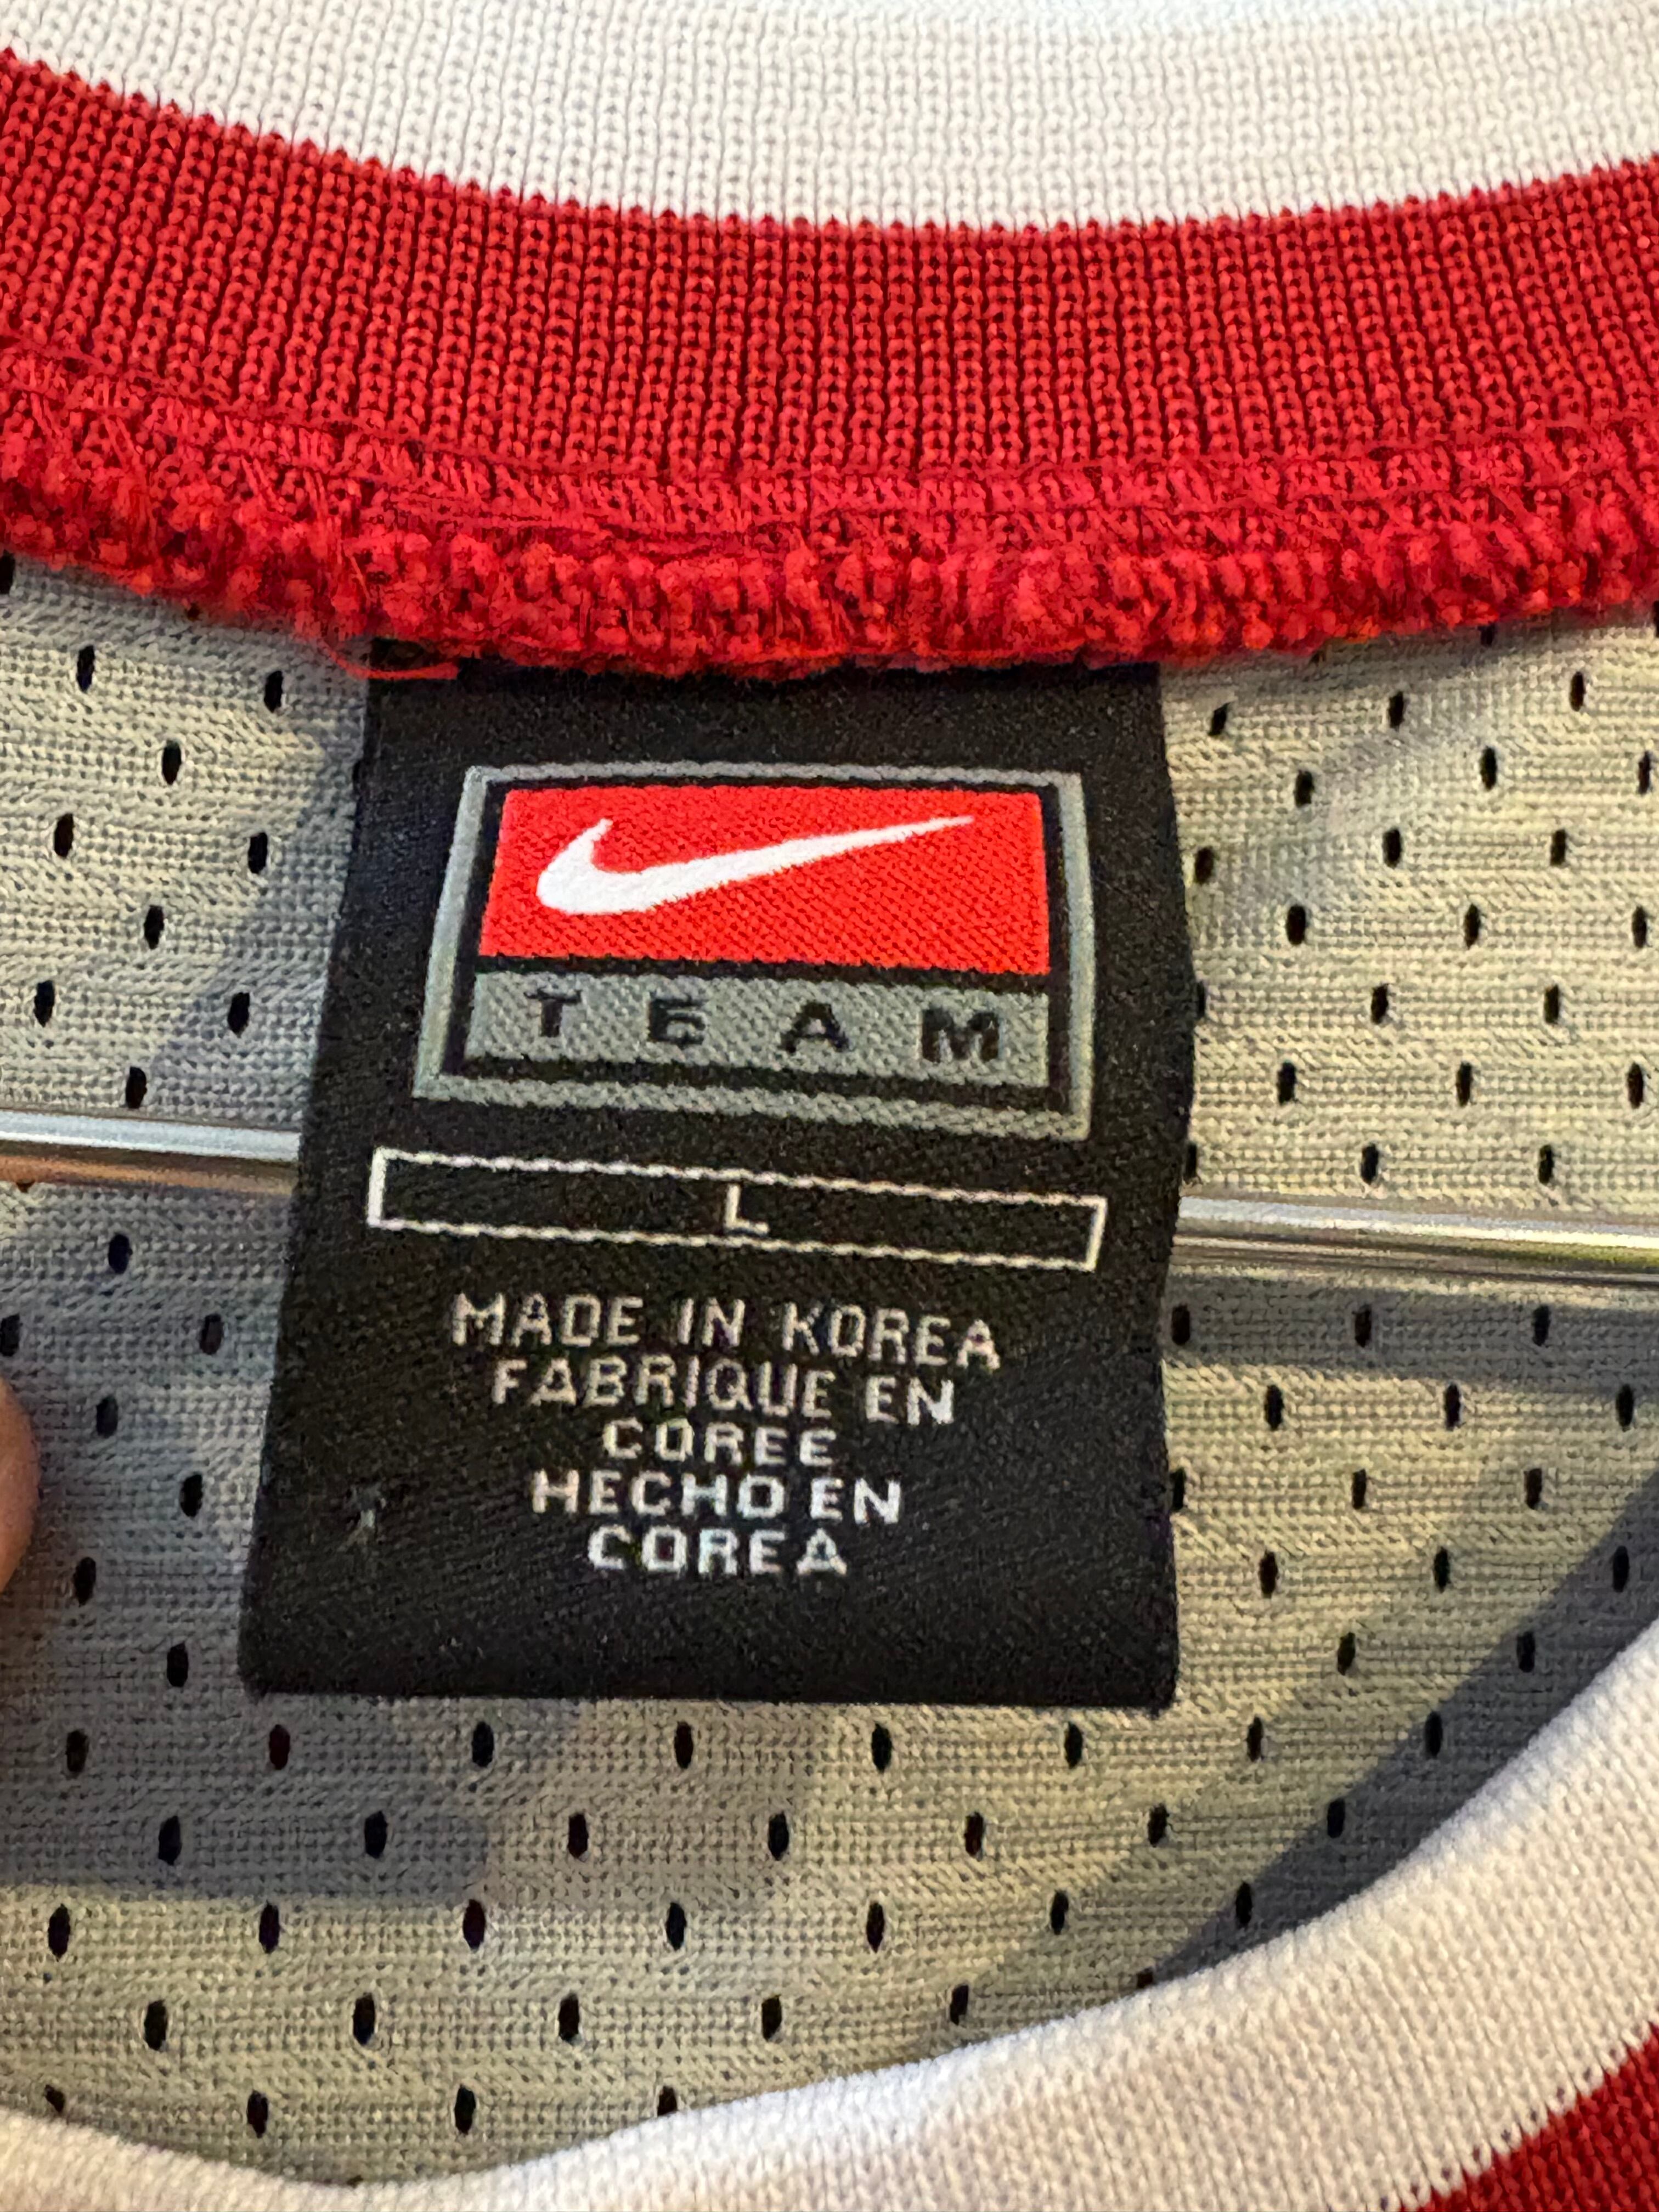 TEAM
L
MADE IN KOREA
FABRIQUE EN
COREE
HECHO EN
COREA